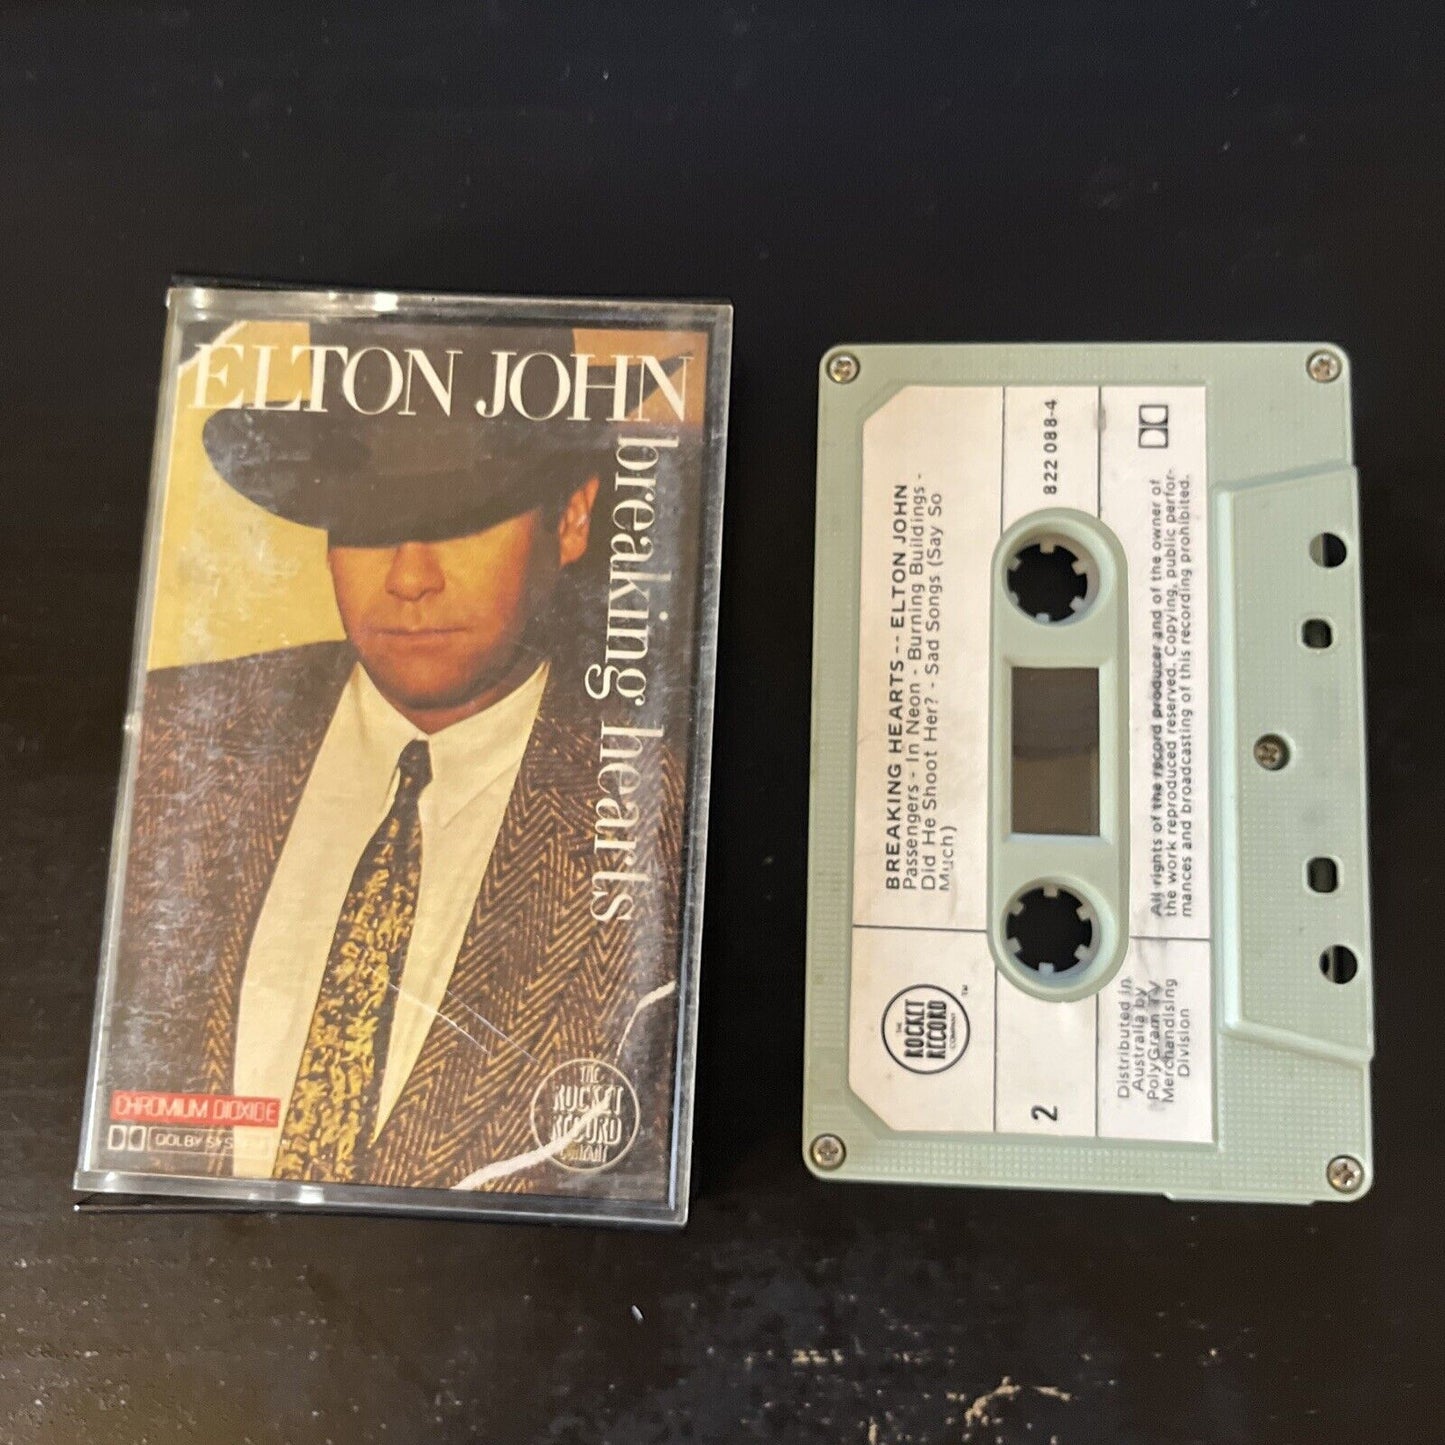 ELTON JOHN
breaking hearts
CHROMIUM DIOXIDE
DOLBY SYSTEM
THE
ROCKET
RECORD
COMPANY
BREAKING HEARTS -- ELTON JOHN
Passengers - In Neon - Burning Buildings -
Did He Shoot Her? - Sad Songs (Say So
Much)
822 088-4
All rights of the record producer and of the owner of
the work reproduced reserved. Copying, public perfor-
mances and broadcasting of this recording prohibited.
THE
ROCKET
RECORD
COMPANY
TM
2
Distributed in
Australia by
PolyGram TV
Merchandising
Division